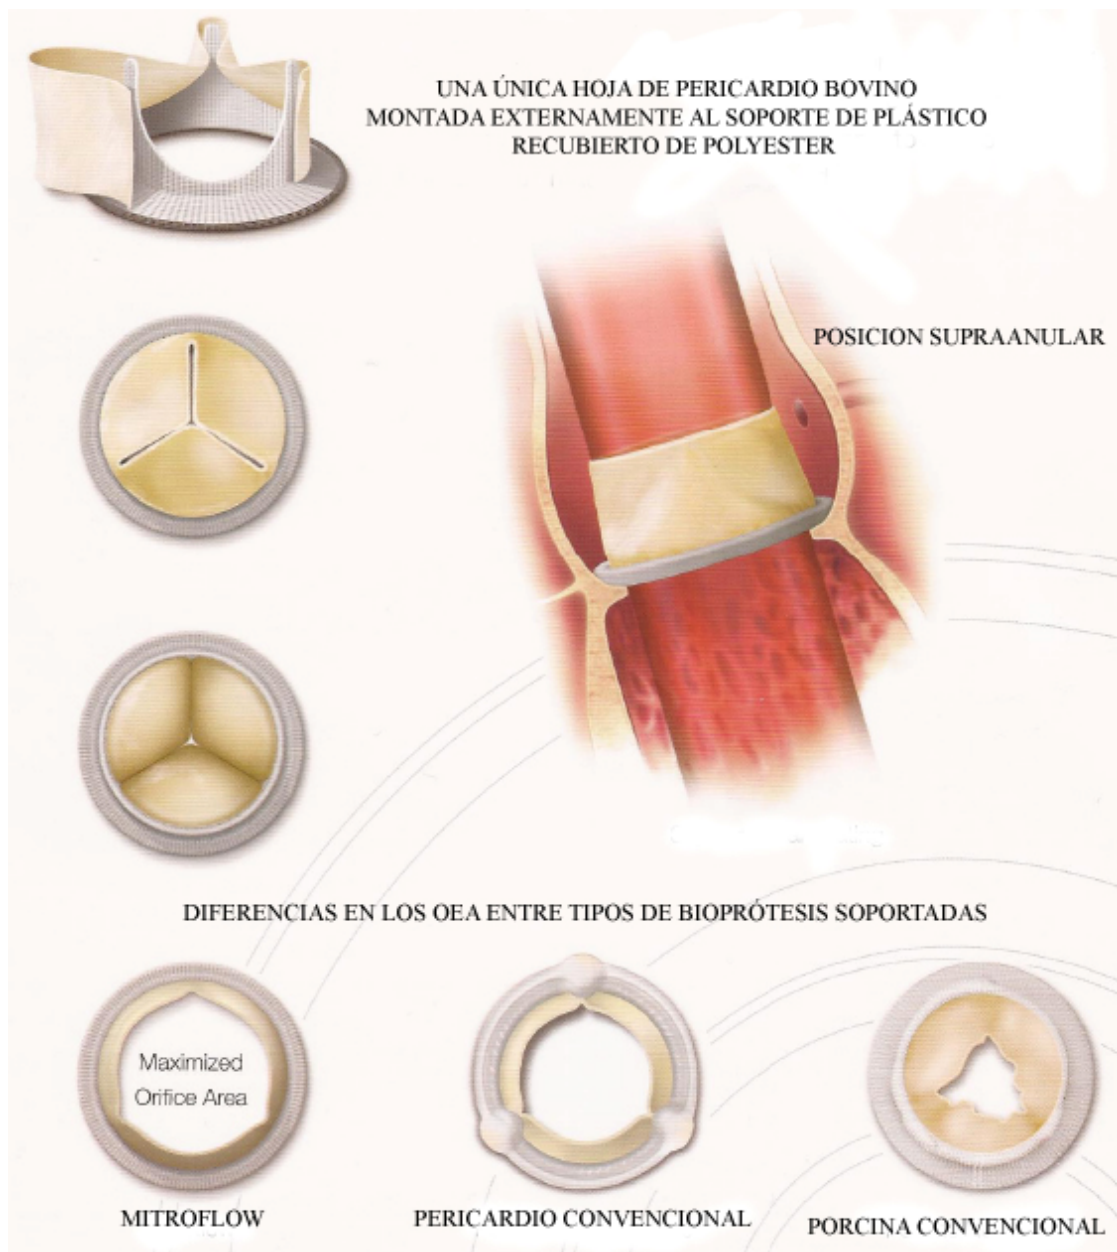 UNA ÚNICA HOJA DE PERICARDIO BOVINO
MONTADA EXTERNAMENTE AL SOPORTE DE PLÁSTICO
RECUBIERTO DE POLYESTER
POSICION SUPRAANULAR
DIFERENCIAS EN LOS OEA ENTRE TIPOS DE BIOPRÓTESIS SOPORTADAS
Maximized
Orifice Area
MITROFLOW
PERICARDIO CONVENCIONAL
PORCINA CONVENCIONAL